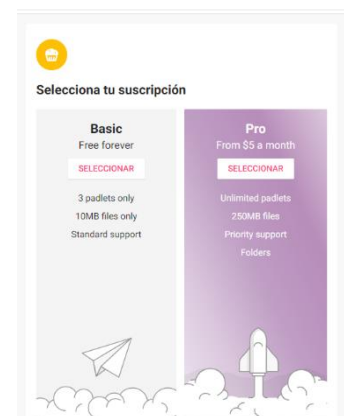 Selecciona tu suscripción
Basic
Free forever
SELECCIONAR
3 padlets only
10MB files only
Standard support
Pro
From $5 a month
SELECCIONAR
Unlimited padlets
250MB files
Priority support
Folders